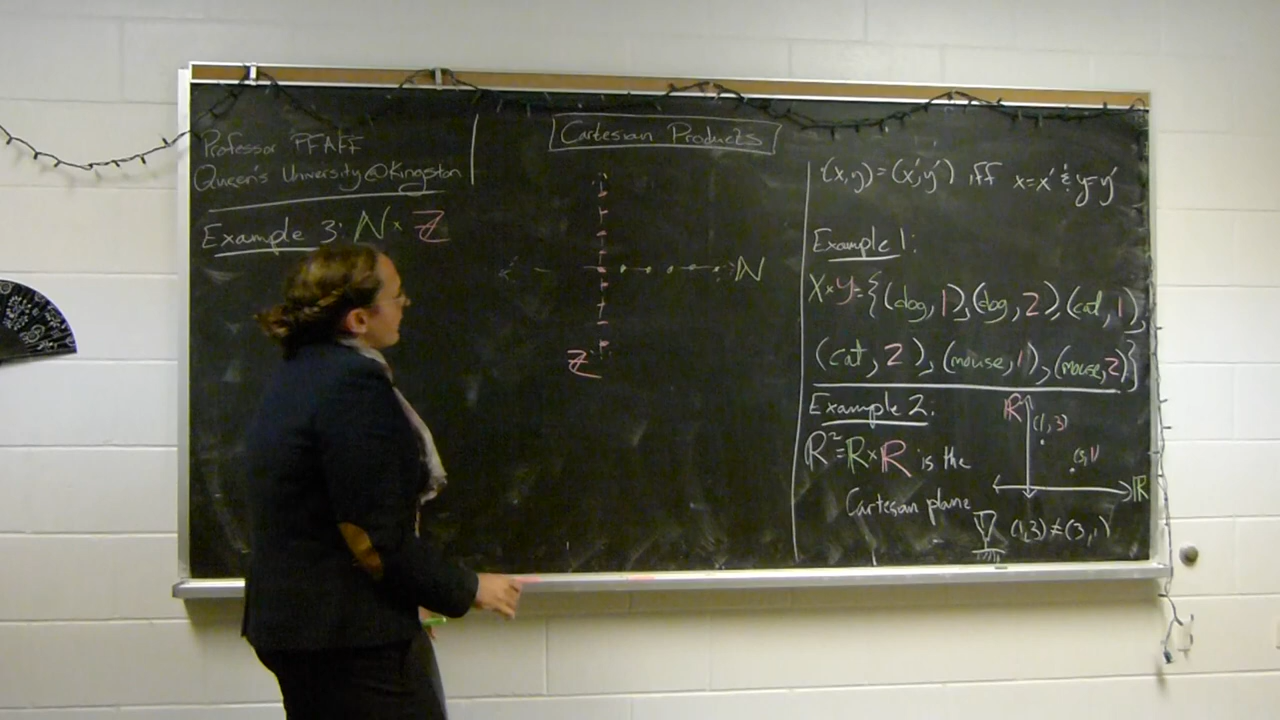 Professor PFAFF
Queen's University@Kingston
Example 3: ℕ × ℤ
Cartesian Products
ℕ
ℤ
(x,y)=(x',y') iff x=x' & y=y'
Example 1:
X×Y={(dog,1),(dog,2),(cat,1),
(cat,2),(mouse,1),(mouse,2)}
Example 2:
ℝ²=ℝ×ℝ is the
Cartesian plane
ℝ
(1,3)
(3,1)
ℝ
(1,3)≠(3,1)